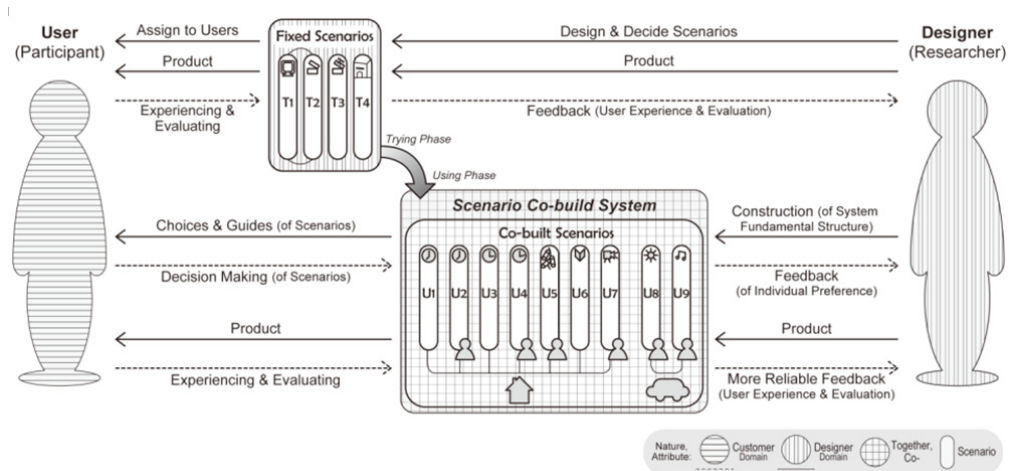 User
(Participant)
Assign to Users
Product
Experiencing &
Evaluating
Fixed Scenarios
T1 T2 T3 T4
Design & Decide Scenarios
Product
Feedback (User Experience & Evaluation)
Designer
(Researcher)
Trying Phase
Using Phase
Scenario Co-build System
Co-built Scenarios
U1 U2 U3 U4 U5 U6 U7 U8 U9
Choices & Guides (of Scenarios)
Decision Making (of Scenarios)
Product
Experiencing & Evaluating
Construction (of System
Fundamental Structure)
Feedback
(of Individual Preference)
Product
More Reliable Feedback
(User Experience & Evaluation)
Nature,
Attribute:
Customer
Domain
Designer
Domain
Together,
Co-
Scenario